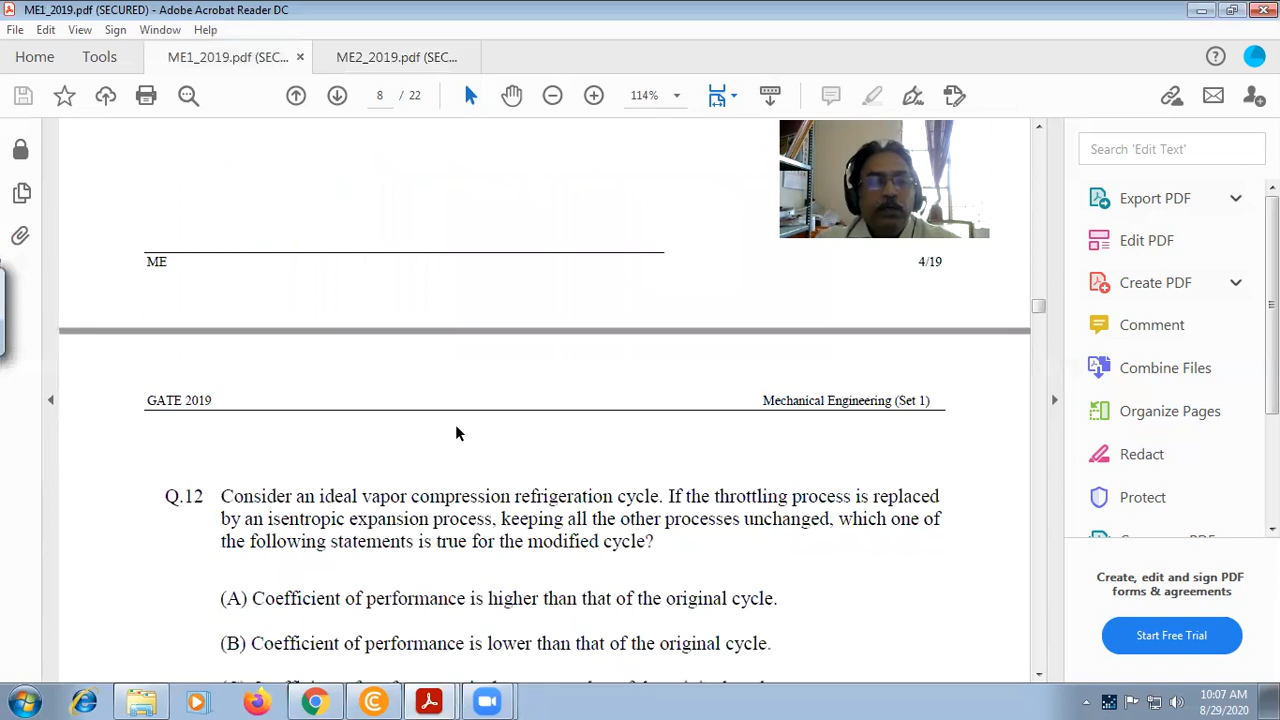 ME1_2019.pdf (SECURED) - Adobe Acrobat Reader DC
File Edit View Sign Window Help
Home Tools ME1_2019.pdf (SEC... × ME2_2019.pdf (SEC...
8 / 22 114%
Search 'Edit Text'
Export PDF
Edit PDF
Create PDF
Comment
Combine Files
Organize Pages
Redact
Protect
Create, edit and sign PDF
forms & agreements
Start Free Trial
ME 4/19
GATE 2019 Mechanical Engineering (Set 1)
Q.12 Consider an ideal vapor compression refrigeration cycle. If the throttling process is replaced
by an isentropic expansion process, keeping all the other processes unchanged, which one of
the following statements is true for the modified cycle?
(A) Coefficient of performance is higher than that of the original cycle.
(B) Coefficient of performance is lower than that of the original cycle.
10:07 AM
8/29/2020